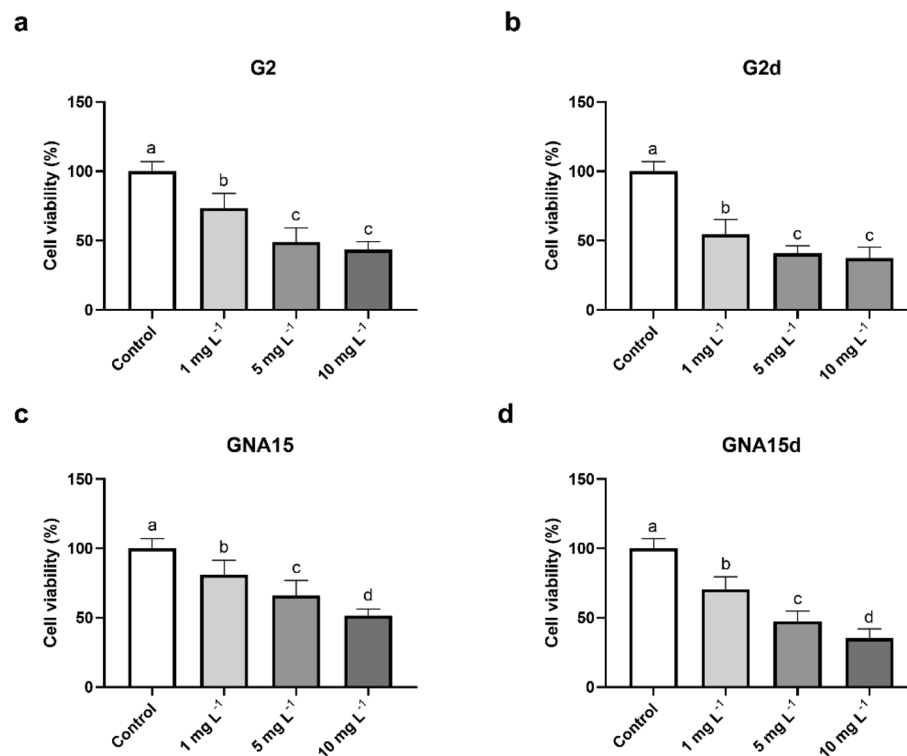 a
G2
Cell viability (%)
150
100
50
0
a
b
c
c
Control
1 mg L⁻¹
5 mg L⁻¹
10 mg L⁻¹
b
G2d
Cell viability (%)
150
100
50
0
a
b
c
c
Control
1 mg L⁻¹
5 mg L⁻¹
10 mg L⁻¹
c
GNA15
Cell viability (%)
150
100
50
0
a
b
c
d
Control
1 mg L⁻¹
5 mg L⁻¹
10 mg L⁻¹
d
GNA15d
Cell viability (%)
150
100
50
0
a
b
c
d
Control
1 mg L⁻¹
5 mg L⁻¹
10 mg L⁻¹